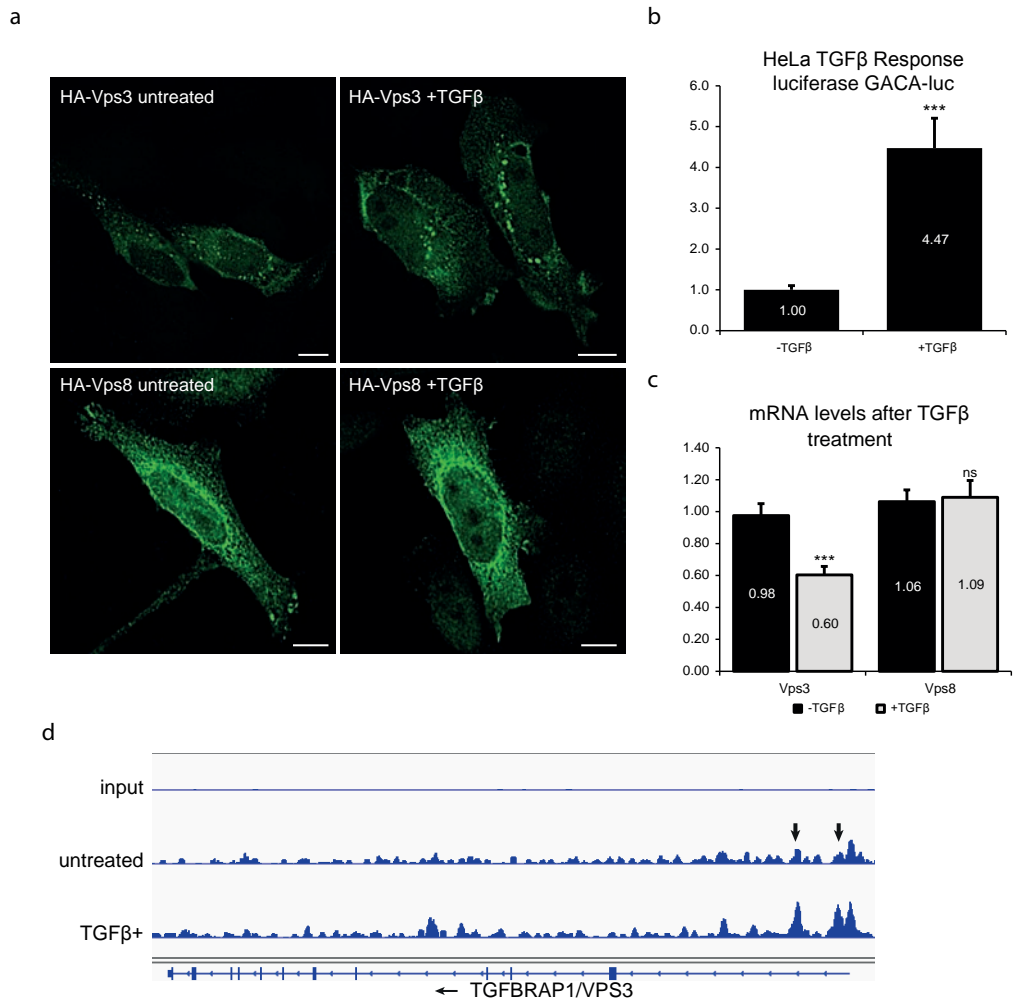 a
HA-Vps3 untreated
HA-Vps3 +TGFβ
HA-Vps8 untreated
HA-Vps8 +TGFβ
b
HeLa TGFβ Response
luciferase GACA-luc
6.0
5.0
4.0
3.0
2.0
1.0
0.0
***
1.00
4.47
-TGFβ
+TGFβ
c
mRNA levels after TGFβ
treatment
1.40
1.20
1.00
0.80
0.60
0.40
0.20
0.00
***
ns
0.98
0.60
1.06
1.09
Vps3
Vps8
-TGFβ
+TGFβ
d
input
untreated
TGFβ+
← TGFBRAP1/VPS3